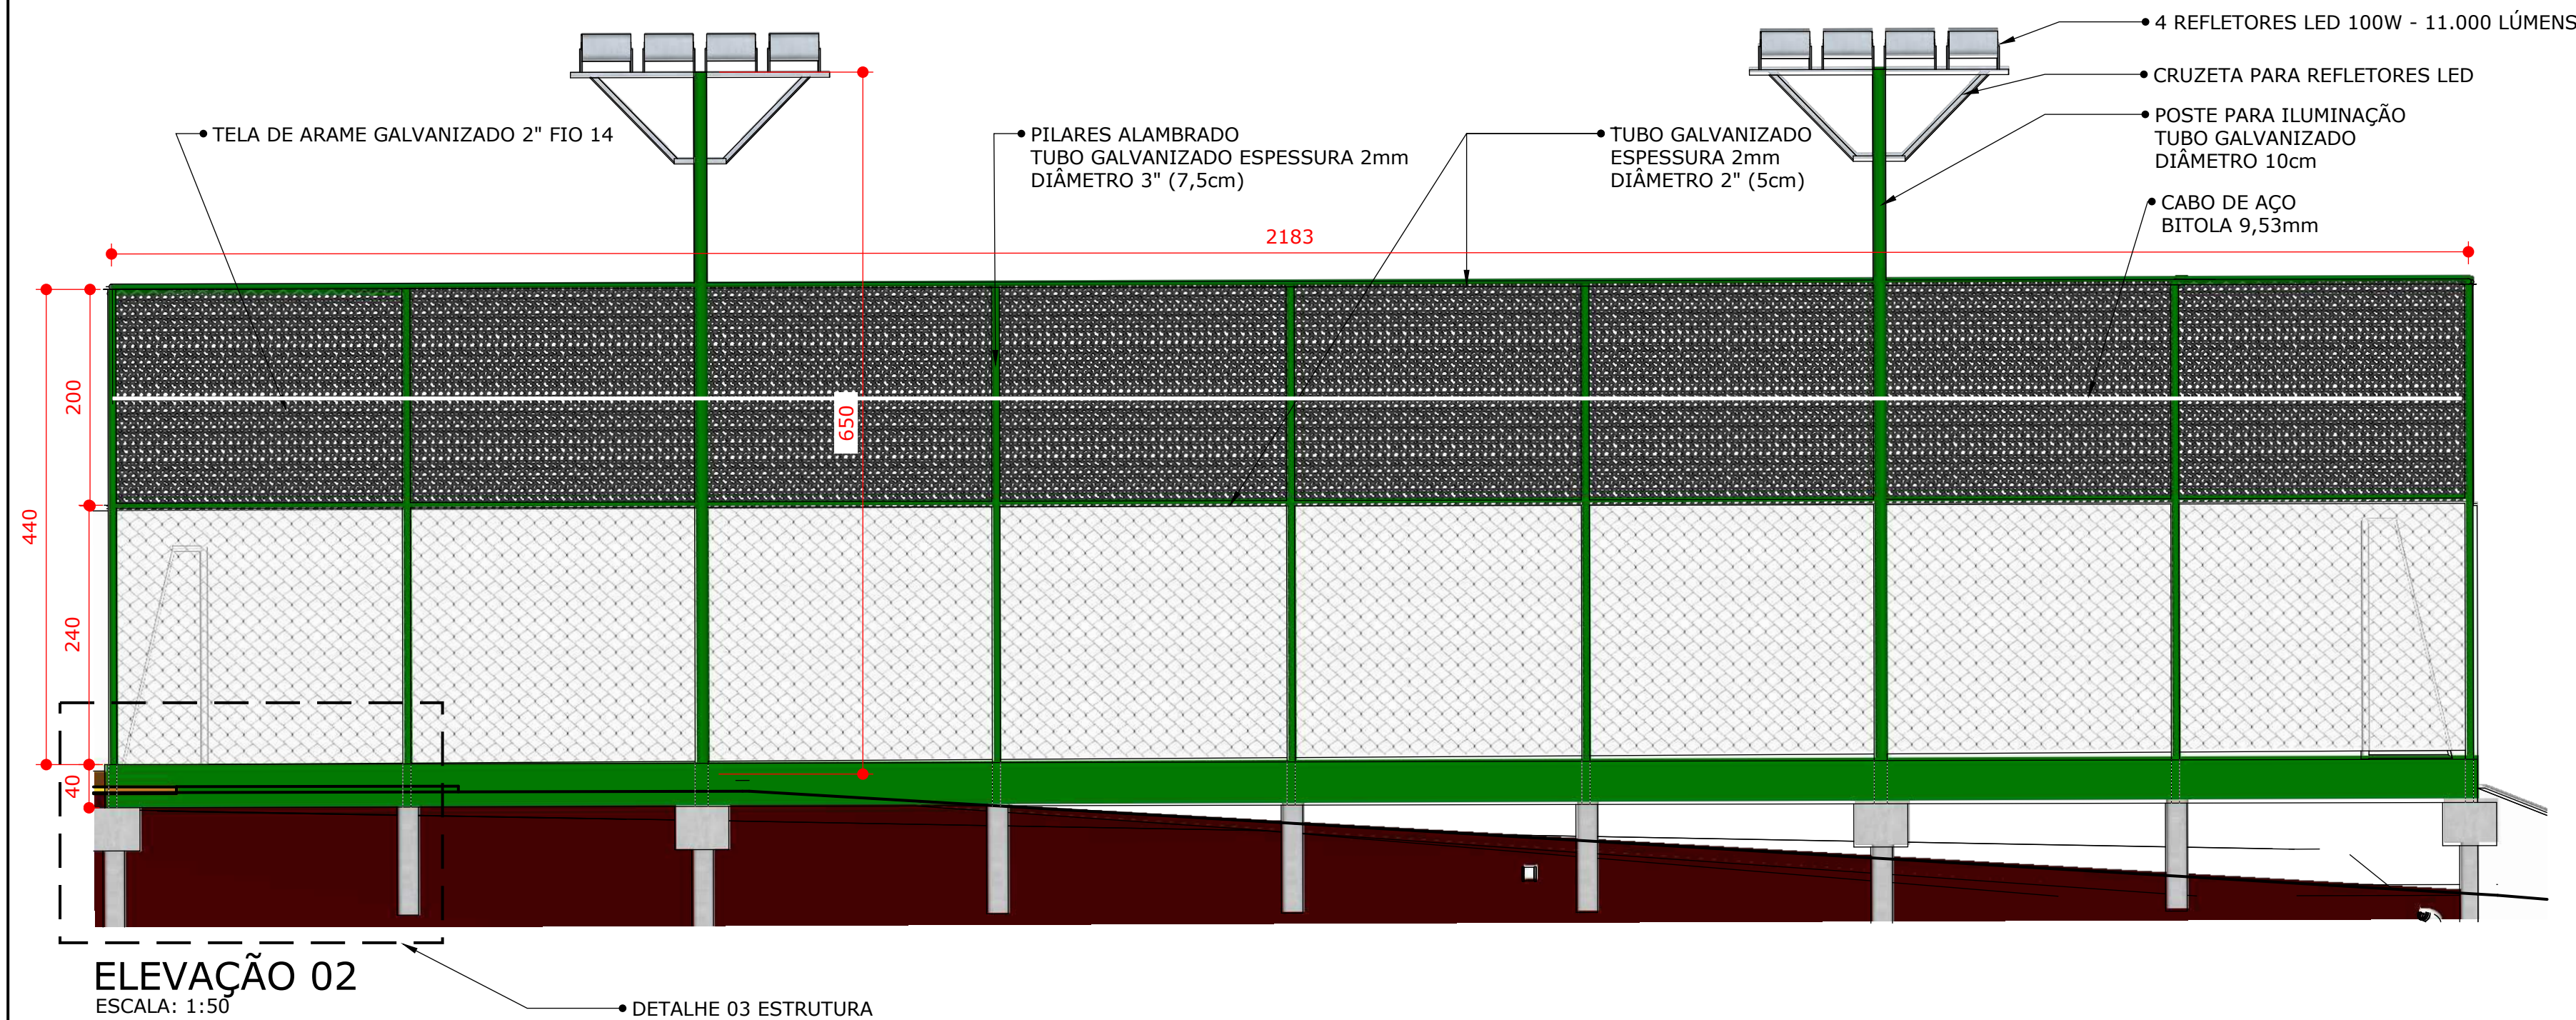 4 REFLETORES LED 100W - 11.000 LÚMENS
CRUZETA PARA REFLETORES LED
TELA DE ARAME GALVANIZADO 2" FIO 14
PILARES ALAMBRADO
TUBO GALVANIZADO ESPESSURA 2mm
DIÂMETRO 3" (7,5cm)
TUBO GALVANIZADO
ESPESSURA 2mm
DIÂMETRO 2" (5cm)
POSTE PARA ILUMINAÇÃO
TUBO GALVANIZADO
DIÂMETRO 10cm
CABO DE AÇO
BITOLA 9,53mm
2183
200
650
440
240
40
ELEVAÇÃO 02
ESCALA: 1:50
DETALHE 03 ESTRUTURA